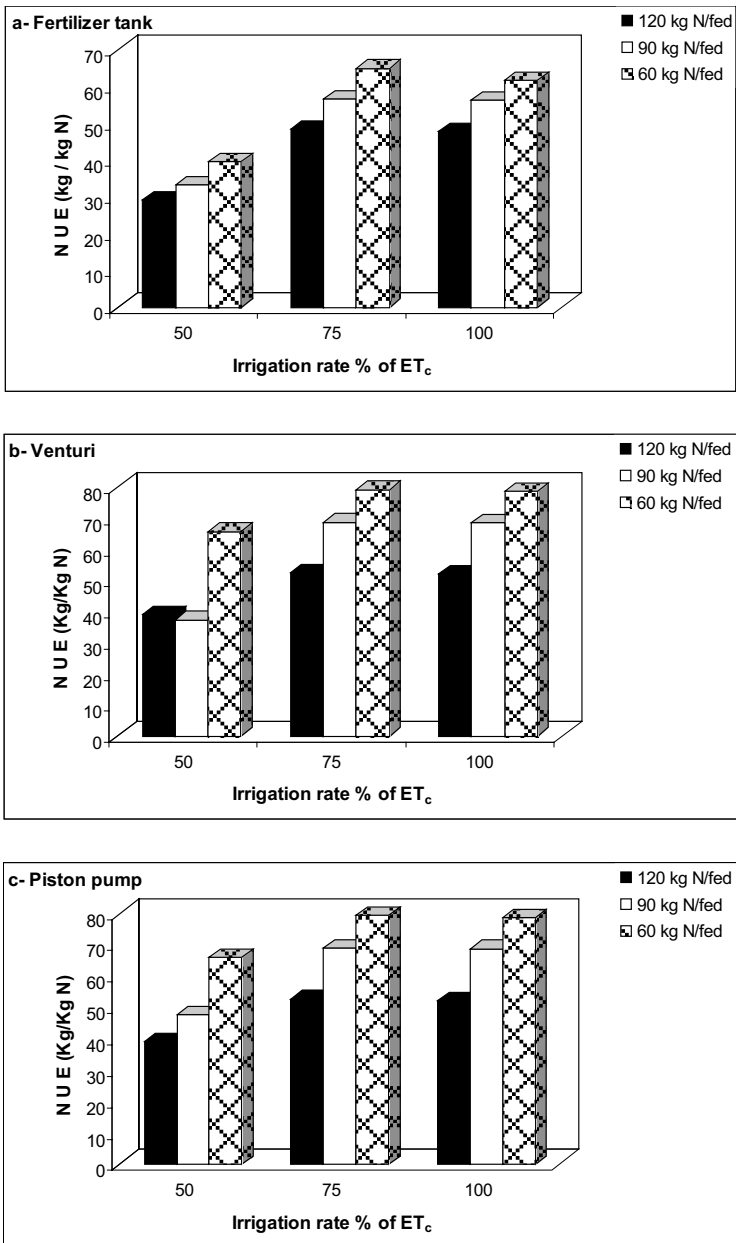 a- Fertilizer tank
120 kg N/fed
90 kg N/fed
60 kg N/fed
70
60
50
40
30
20
10
0
N U E (kg / kg N)
50 75 100
Irrigation rate % of ETc
b- Venturi
120 kg N/fed
90 kg N/fed
60 kg N/fed
80
70
60
50
40
30
20
10
0
N U E (Kg/Kg N)
50 75 100
Irrigation rate % of ETc
c- Piston pump
120 kg N/fed
90 kg N/fed
60 kg N/fed
80
70
60
50
40
30
20
10
0
N U E (Kg/Kg N)
50 75 100
Irrigation rate % of ETc